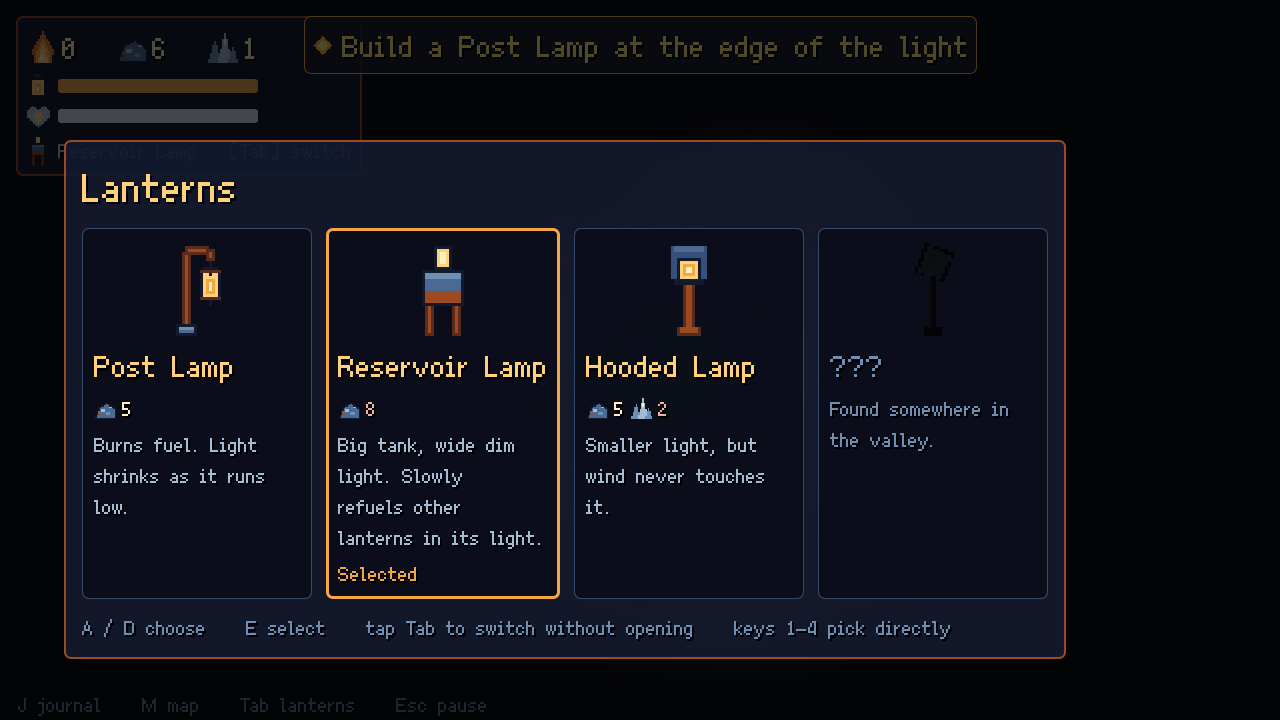 0 6 1
Build a Post Lamp at the edge of the light
Reservoir Lamp [Tab] switch
Lanterns
Post Lamp
5
Burns fuel. Light
shrinks as it runs
low.
Reservoir Lamp
8
Big tank, wide dim
light. Slowly
refuels other
lanterns in its light.
Selected
Hooded Lamp
5 2
Smaller light, but
wind never touches
it.
???
Found somewhere in
the valley.
A / D choose E select tap Tab to switch without opening keys 1–4 pick directly
J journal M map Tab lanterns Esc pause